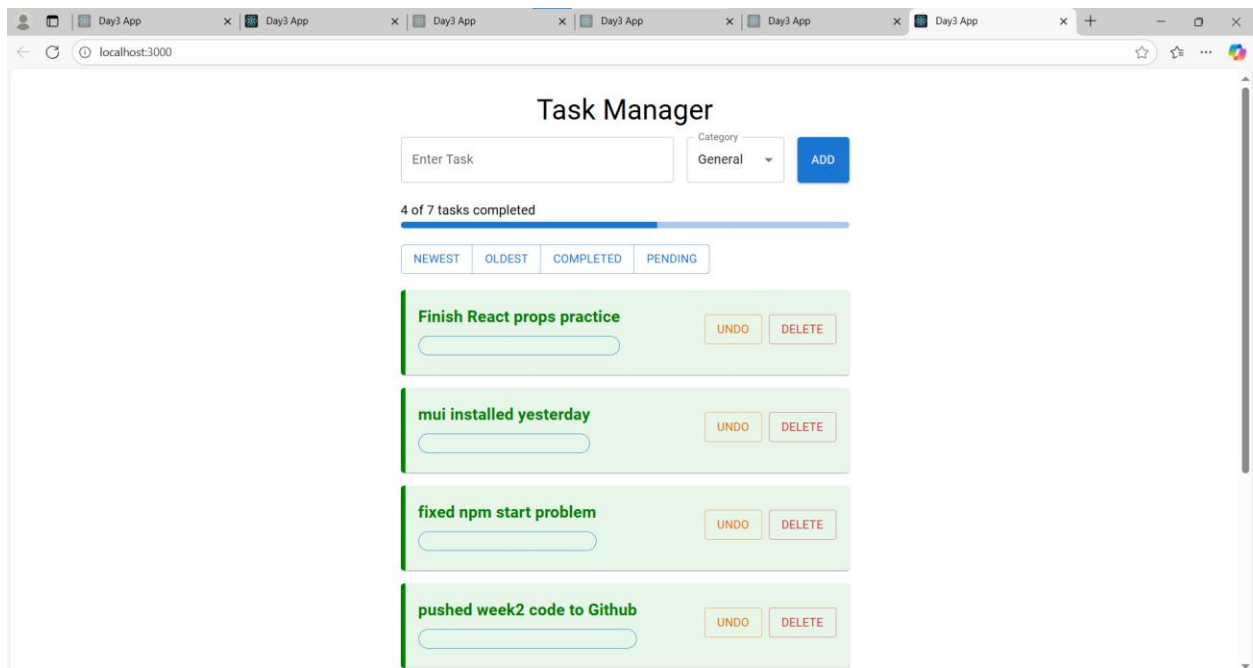 Day3 App Day3 App Day3 App Day3 App Day3 App Day3 App
localhost:3000
Task Manager
Category
Enter Task General ADD
4 of 7 tasks completed
NEWEST OLDEST COMPLETED PENDING
Finish React props practice
UNDO DELETE
mui installed yesterday
UNDO DELETE
fixed npm start problem
UNDO DELETE
pushed week2 code to Github
UNDO DELETE